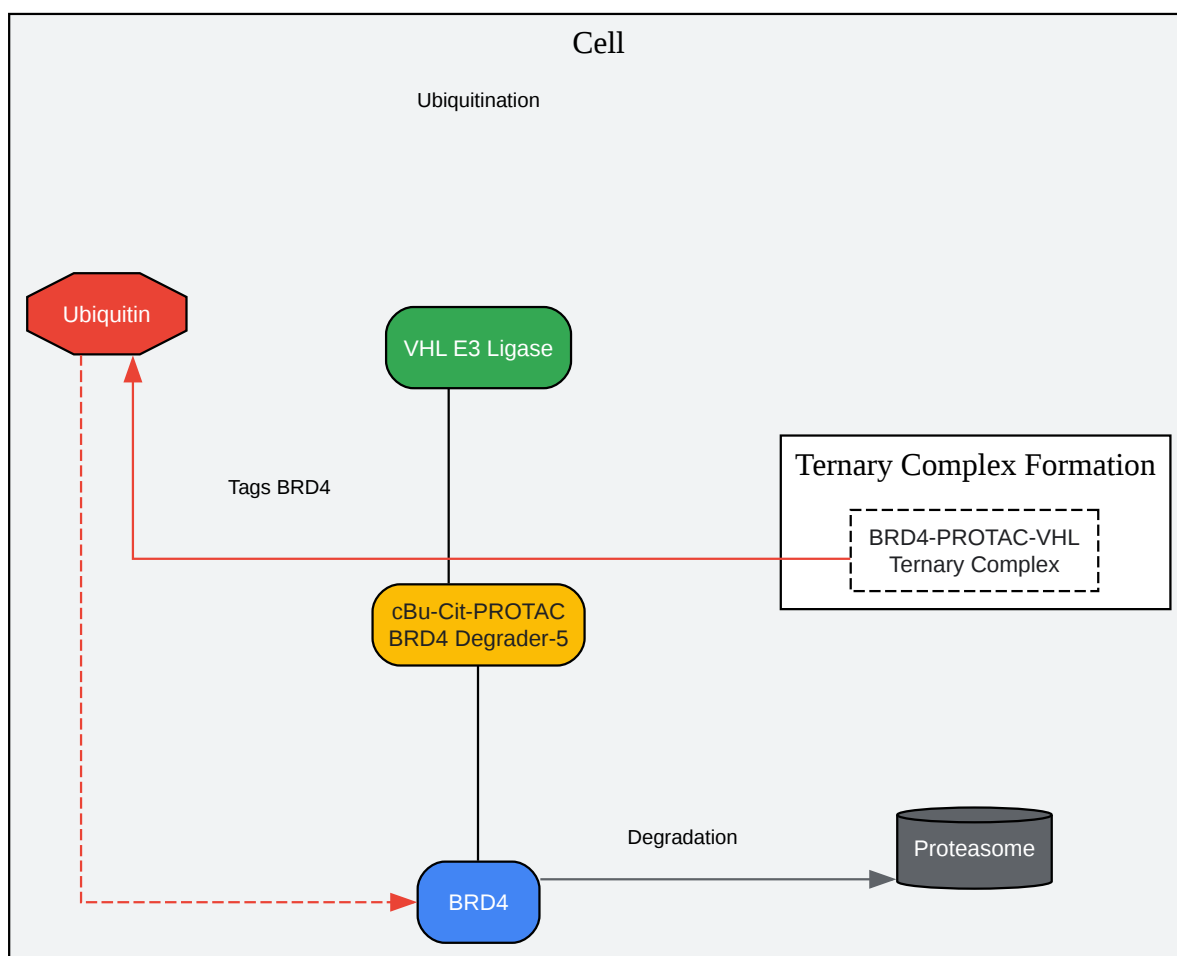 Cell
Ubiquitination
Ubiquitin
VHL E3 Ligase
Ternary Complex Formation
Tags BRD4
BRD4-PROTAC-VHL
Ternary Complex
cBu-Cit-PROTAC
BRD4 Degrader-5
Degradation
Proteasome
BRD4